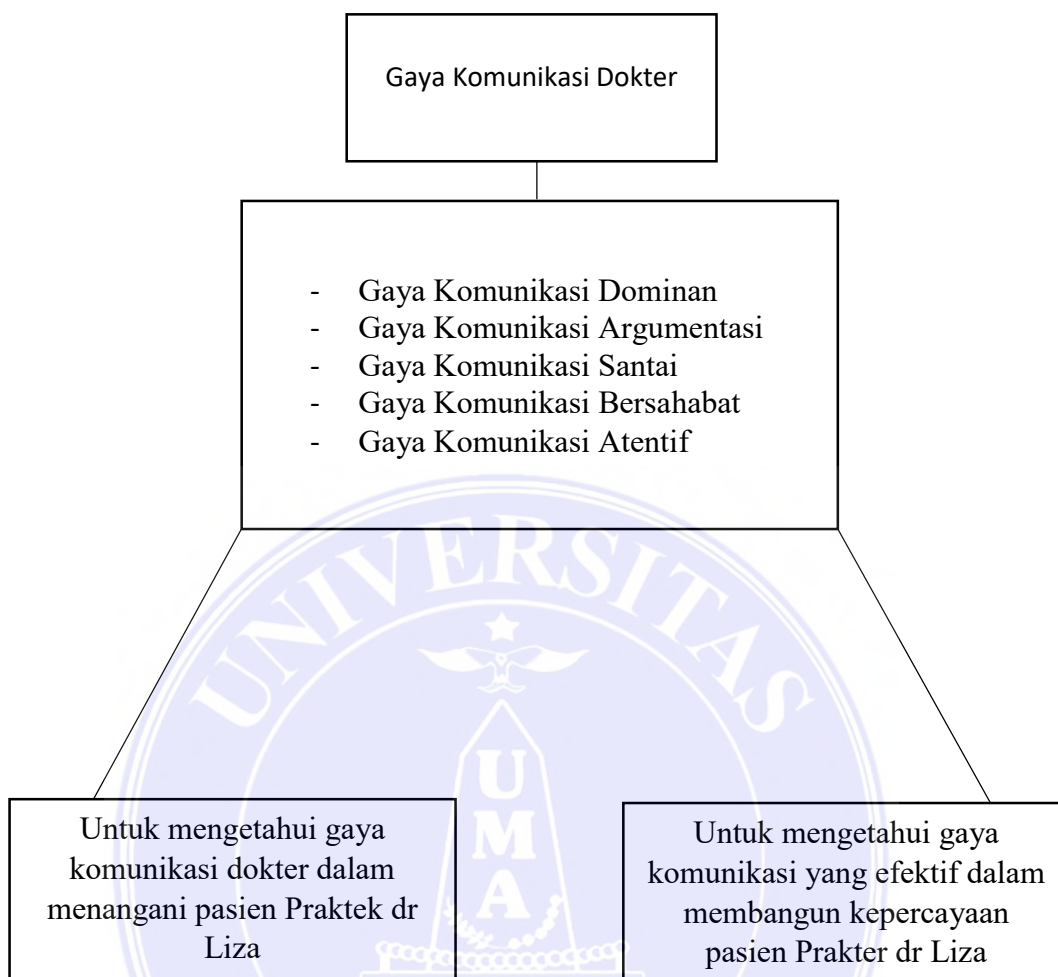 Gaya Komunikasi Dokter
- Gaya Komunikasi Dominan
- Gaya Komunikasi Argumentasi
- Gaya Komunikasi Santai
- Gaya Komunikasi Bersahabat
- Gaya Komunikasi Atentif
UNIVERSITAS
UMA
Untuk mengetahui gaya
komunikasi dokter dalam
menangani pasien Praktek dr
Liza
Untuk mengetahui gaya
komunikasi yang efektif dalam
membangun kepercayaan
pasien Prakter dr Liza